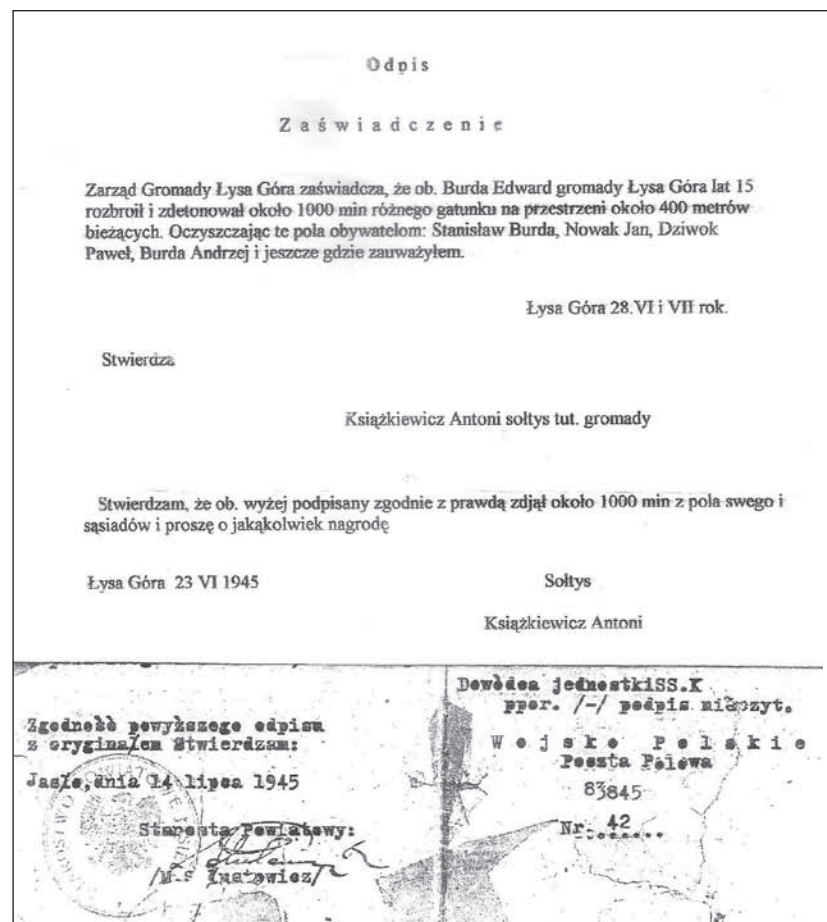 Odpis
Zaświadczenie
Zarząd Gromady Łysa Góra zaświadcza, że ob. Burda Edward gromady Łysa Góra lat 15
rozbroił i zdetonował około 1000 min różnego gatunku na przestrzeni około 400 metrów
bieżących. Oczyszczając te pola obywatelom: Stanisław Burda, Nowak Jan, Dziwok
Paweł, Burda Andrzej i jeszcze gdzie zauważyłem.
Łysa Góra 28.VI i VII rok.
Stwierdza
Książkiewicz Antoni sołtys tut. gromady
Stwierdzam, że ob. wyżej podpisany zgodnie z prawdą zdjął około 1000 min z pola swego i
sąsiadów i proszę o jakąkolwiek nagrodę
Łysa Góra 23 VI 1945
Sołtys
Książkiewicz Antoni
Zgodność powyższego odpisu
z oryginałem Stwierdzam:
Jasło, dnia 14 lipca 1945
Starosta Powiatowy:
Dowódca jednostkiSS.K
ppor. /-/ podpis
Wojsko Polskie
Poczta Polowa
83845
Nr. 42......